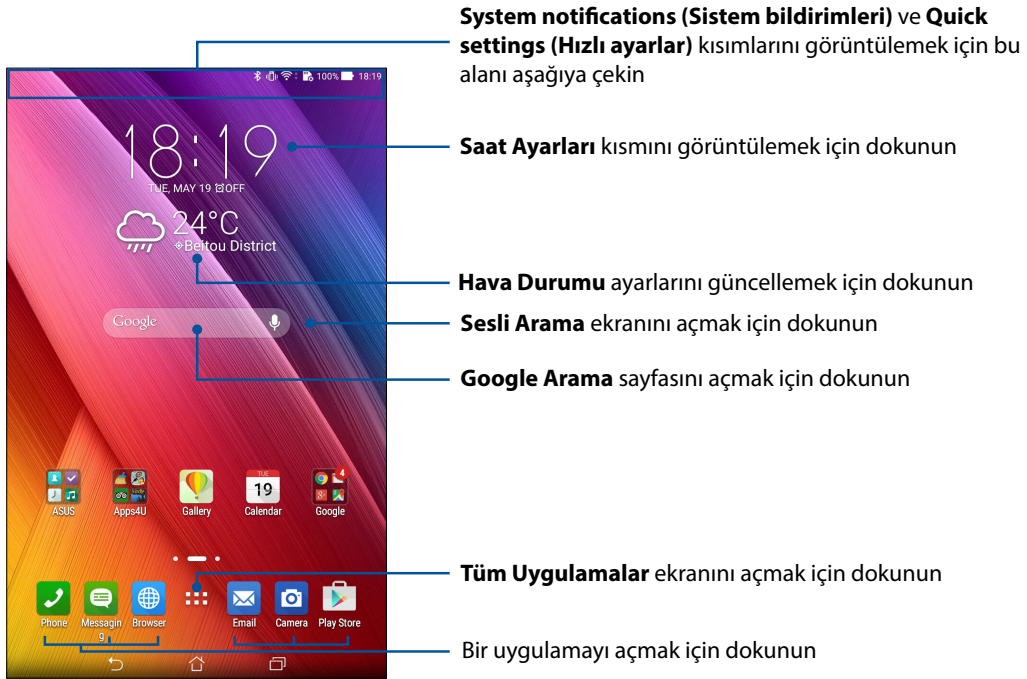 System notifications (Sistem bildirimleri) ve Quick
settings (Hızlı ayarlar) kısımlarını görüntülemek için bu
alanı aşağıya çekin
100% 18:19
18:19
TUE, MAY 19 OFF
24°C
Beitou District
Saat Ayarları kısmını görüntülemek için dokunun
Hava Durumu ayarlarını güncellemek için dokunun
Google
Sesli Arama ekranını açmak için dokunun
Google Arama sayfasını açmak için dokunun
TUE
19
4
ASUS Apps4U Gallery Calendar Google
Tüm Uygulamalar ekranını açmak için dokunun
Phone Messagin Browser Email Camera Play Store
g
Bir uygulamayı açmak için dokunun